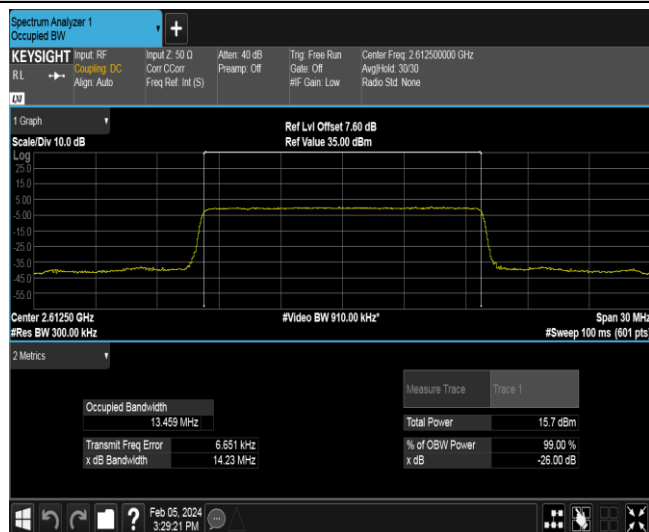 Spectrum Analyzer 1
Occupied BW
KEYSIGHT
RL
LXI
Input: RF
Coupling: DC
Align: Auto
Input Z: 50 Ω
Corr CCorr
Freq Ref: Int (S)
Atten: 40 dB
Preamp: Off
Trig: Free Run
Gate: Off
#IF Gain: Low
Center Freq: 2.612500000 GHz
Avg|Hold: 30/30
Radio Std: None
1 Graph
Scale/Div 10.0 dB
Ref Lvl Offset 7.60 dB
Ref Value 35.00 dBm
Log
25.0
15.0
5.00
-5.00
-15.0
-25.0
-35.0
-45.0
-55.0
Center 2.61250 GHz
#Res BW 300.00 kHz
#Video BW 910.00 kHz*
Span 30 MHz
#Sweep 100 ms (601 pts
2 Metrics
Measure Trace
Trace 1
Occupied Bandwidth
13.459 MHz
Total Power 15.7 dBm
Transmit Freq Error 6.651 kHz
% of OBW Power 99.00 %
x dB Bandwidth 14.23 MHz
x dB -26.00 dB
?
Feb 05, 2024
3:29:21 PM